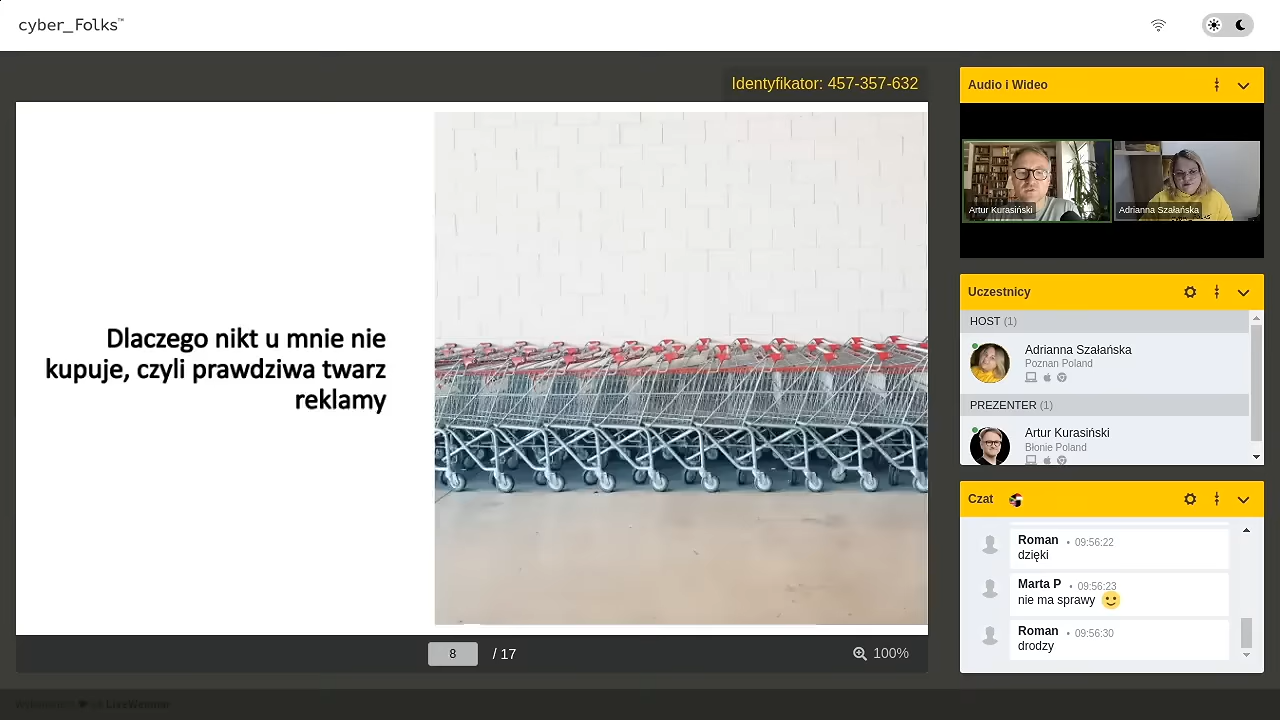 cyber_Folks™
Identyfikator: 457-357-632
Dlaczego nikt u mnie nie
kupuje, czyli prawdziwa twarz
reklamy
8 / 17
100%
Audio i Wideo
Artur Kurasiński
Adrianna Szałańska
Uczestnicy
HOST (1)
Adrianna Szałańska
Poznan Poland
PREZENTER (1)
Artur Kurasiński
Błonie Poland
Czat
Roman • 09:56:22
dzięki
Marta P • 09:56:23
nie ma sprawy
Roman • 09:56:30
drodzy